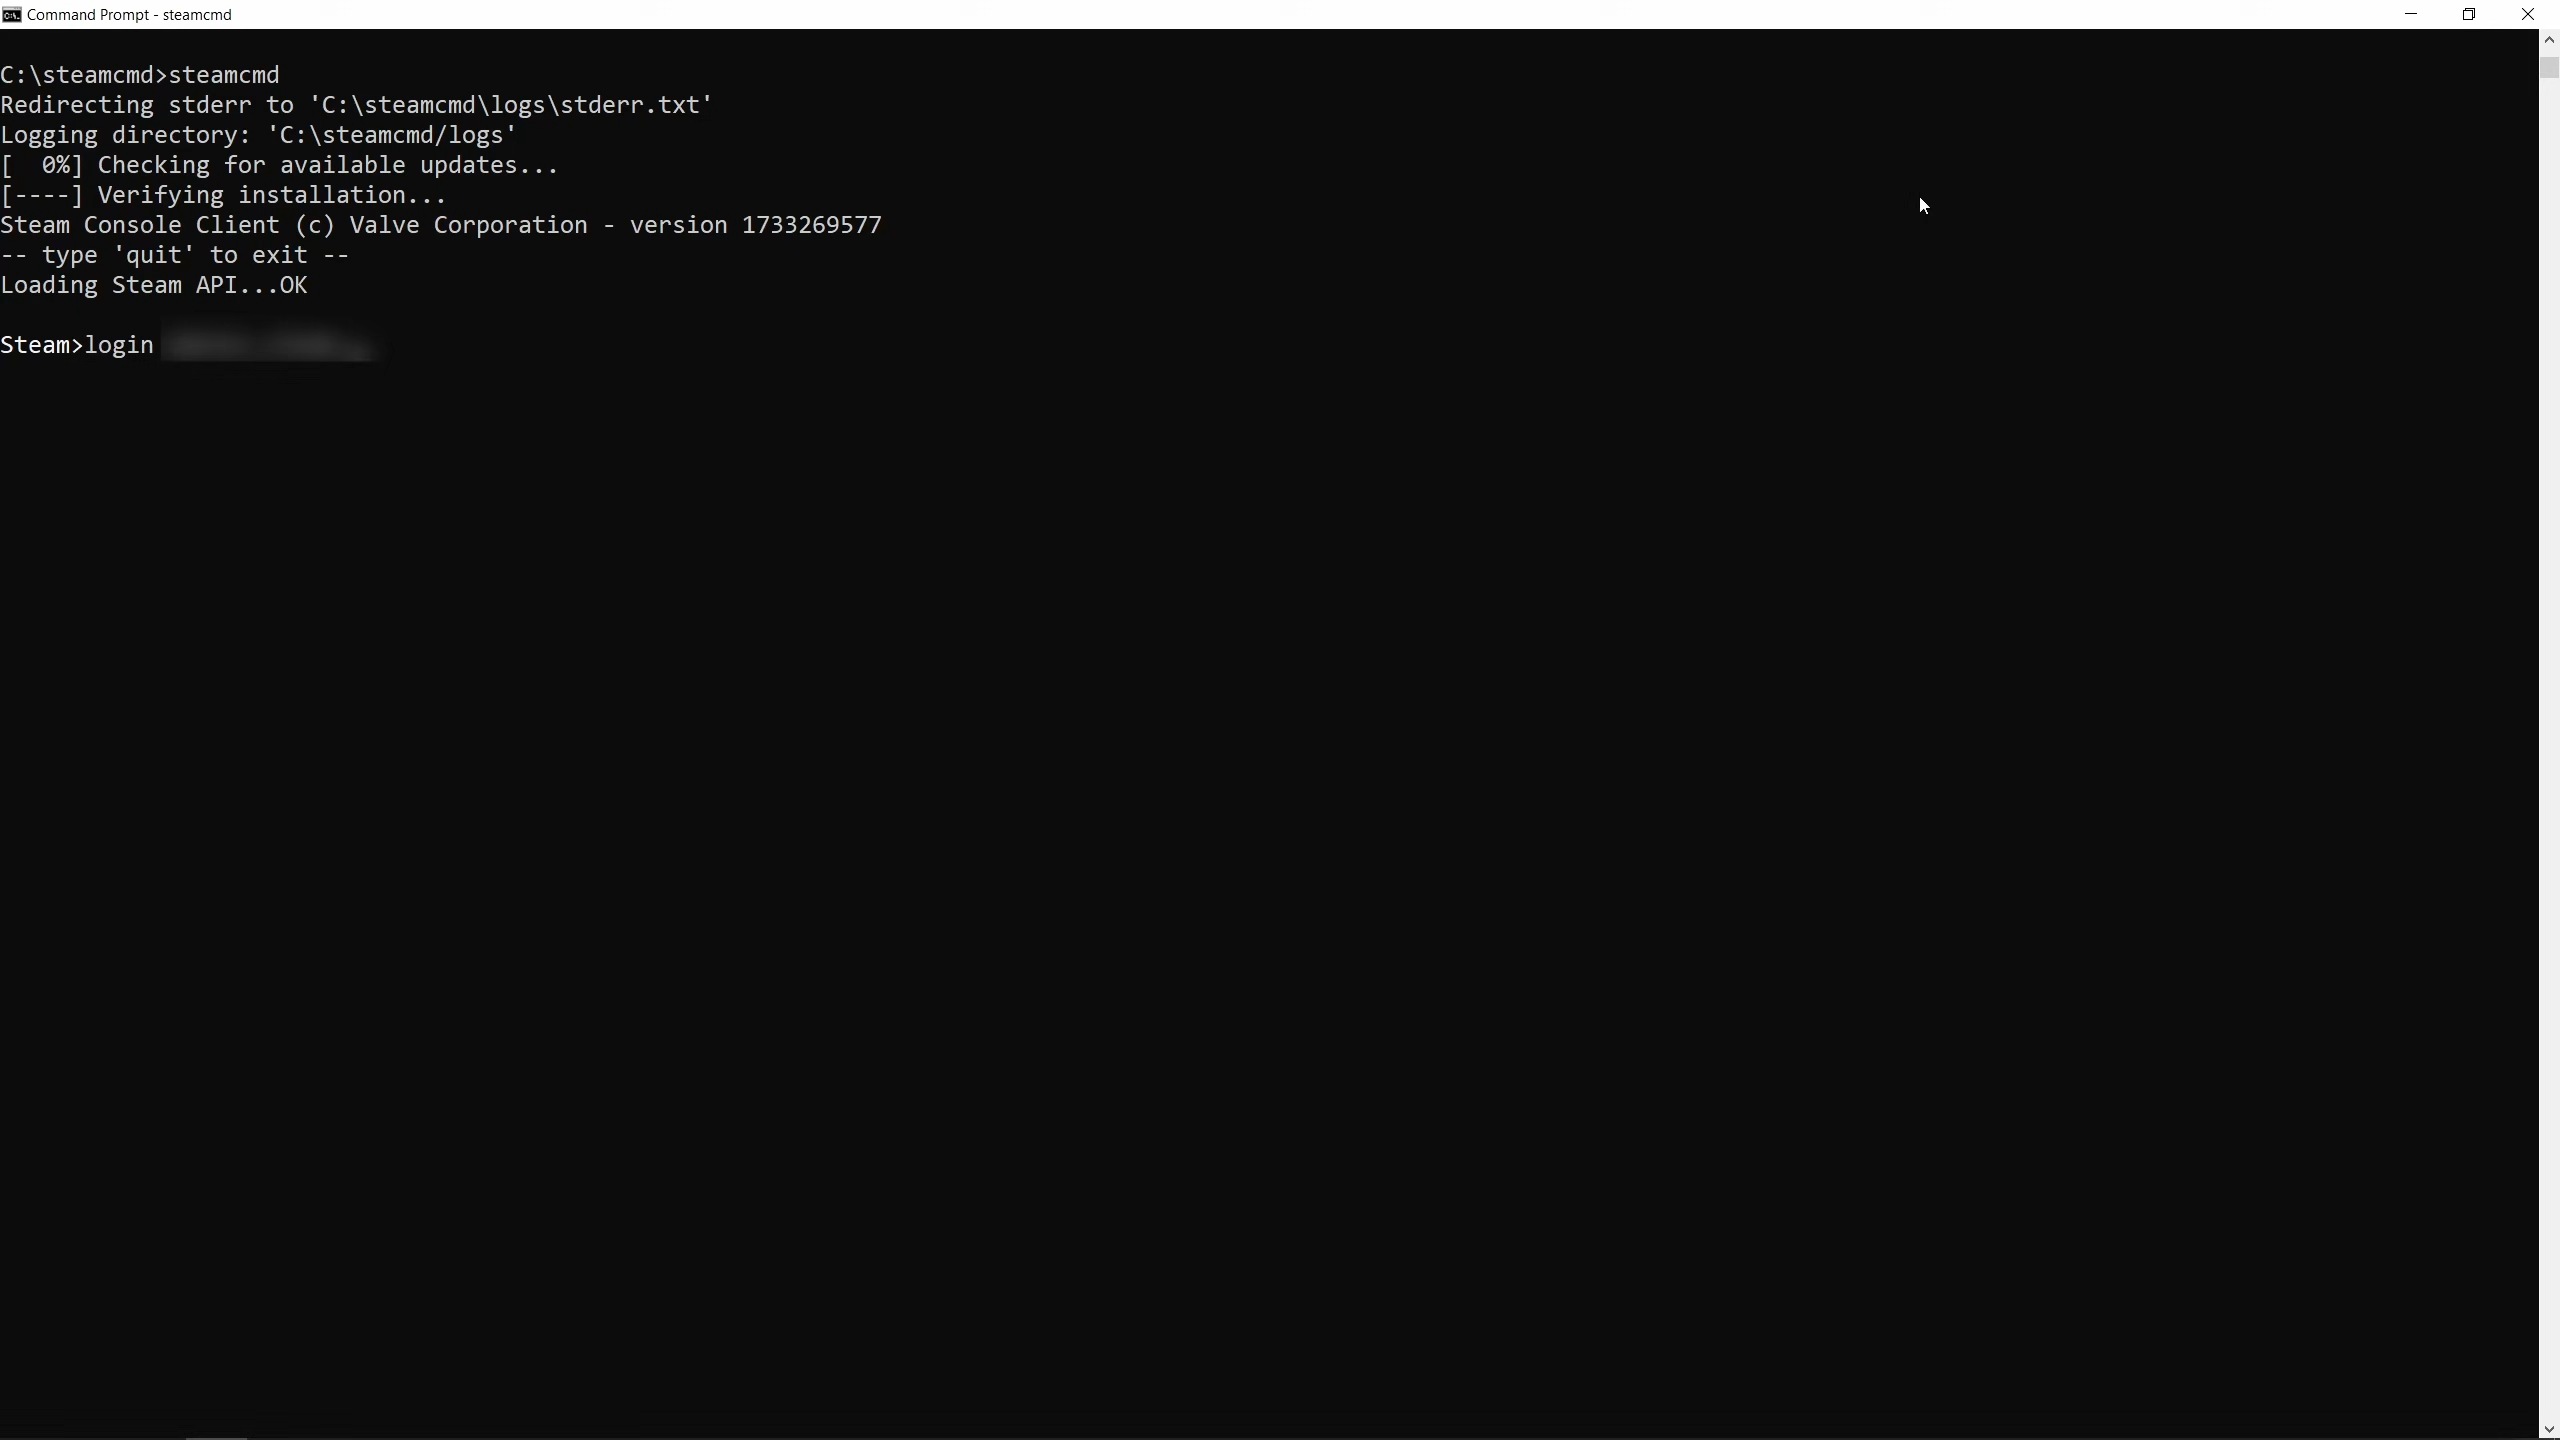 Command Prompt - steamcmd
C:\steamcmd>steamcmd
Redirecting stderr to 'C:\steamcmd\logs\stderr.txt'
Logging directory: 'C:\steamcmd/logs'
[  0%] Checking for available updates...
[----] Verifying installation...
Steam Console Client (c) Valve Corporation - version 1733269577
-- type 'quit' to exit --
Loading Steam API...OK
Steam>login